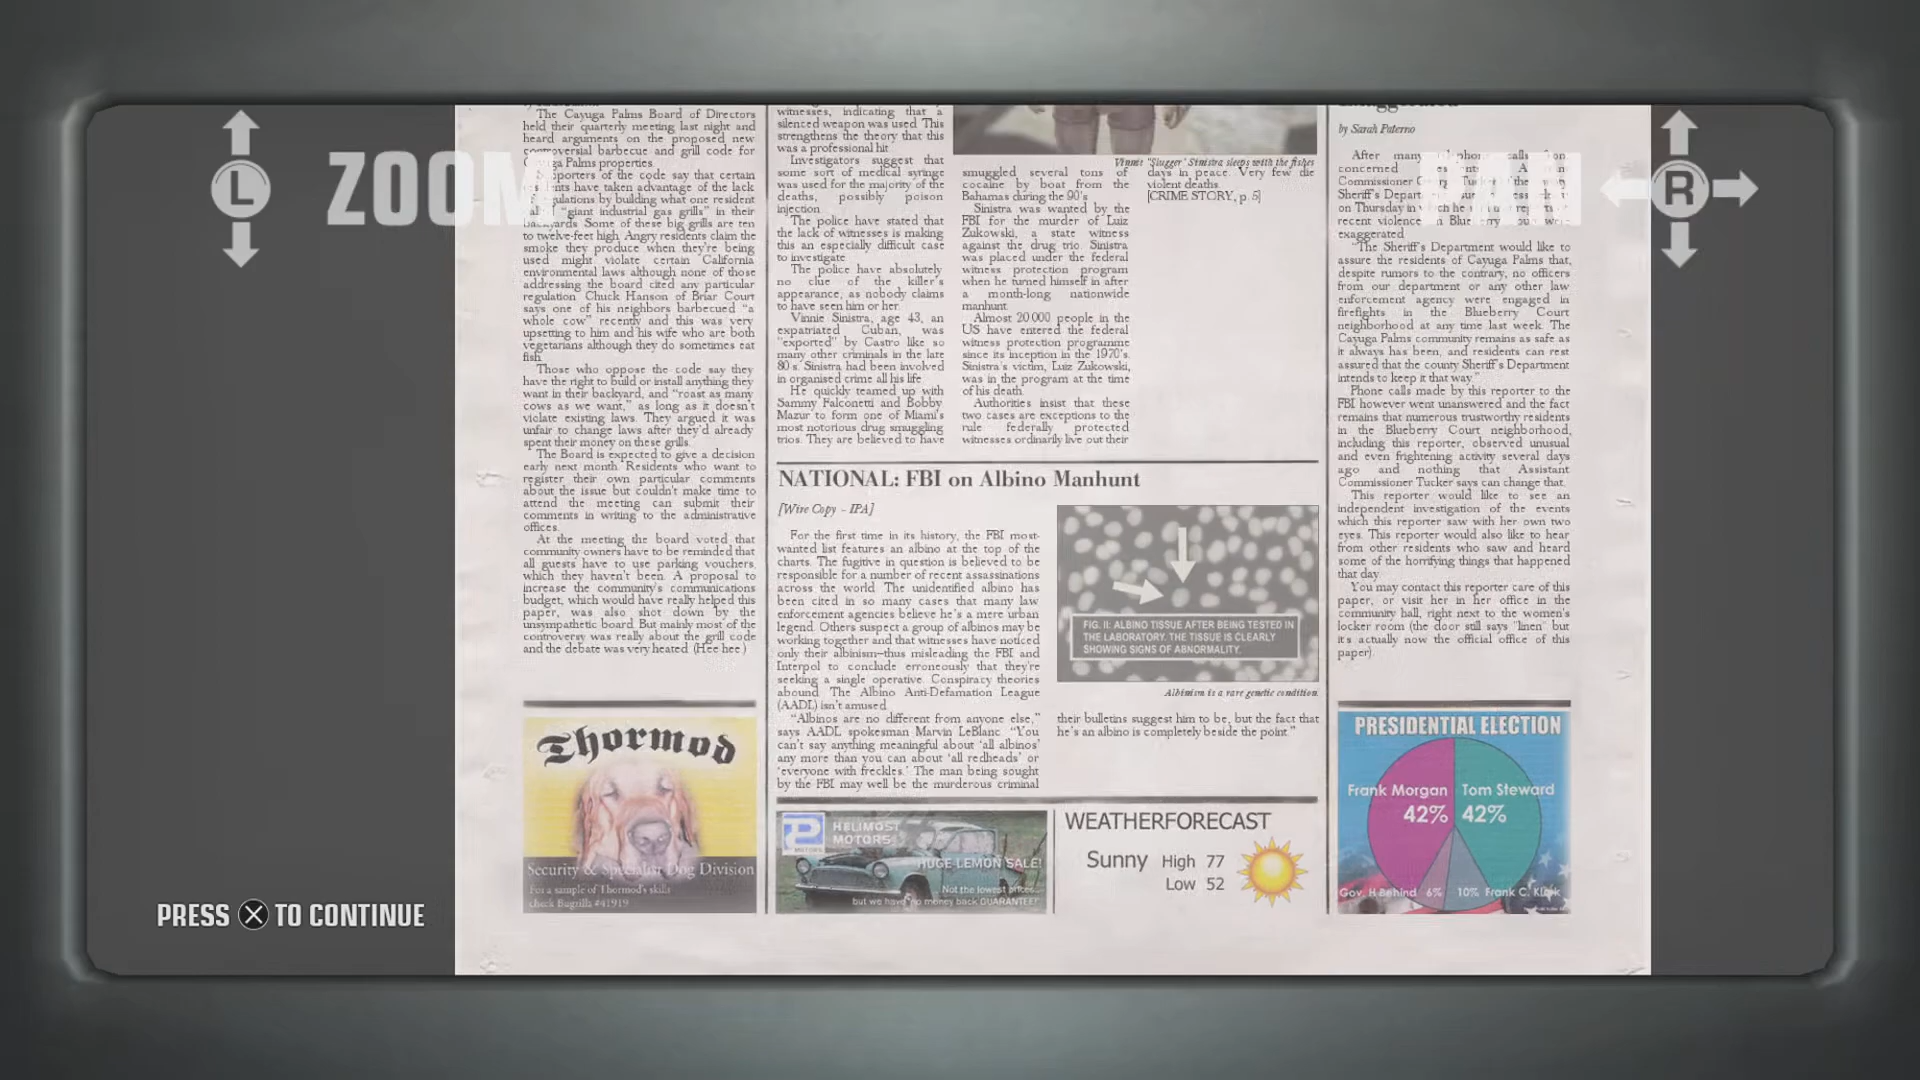 ZOOM
L
R
PRESS X TO CONTINUE
The Cayuga Palms Board of Directors
held their quarterly meeting last night and
heard arguments on the proposed new
controversial barbecue and grill code for
Cayuga Palms properties.
Supporters of the code say that certain
residents have taken advantage of the lack
regulations by building what one resident
"giant industrial gas grills" in their
backyards. Some of these big grills are ten
to twelve-feet high. Angry residents claim the
smoke they produce when they're being
used might violate certain California
environmental laws although none of those
addressing the board cited any particular
regulation. Chuck Hanson of Briar Court
says one of his neighbors barbecued "a
whole cow" recently and this was very
upsetting to him and his wife who are both
vegetarians although they do sometimes eat
fish.
Those who oppose the code say they
have the right to build or install anything they
want in their backyard, and "roast as many
cows as we want," as long as it doesn't
violate existing laws. They argued it was
unfair to change laws after they'd already
spent their money on these grills.
The Board is expected to give a decision
early next month. Residents who want to
register their own particular comments
about the issue but couldn't make time to
attend the meeting can submit their
comments in writing to the administrative
offices.
At the meeting the board voted that
community owners have to be reminded that
all guests have to use parking vouchers,
which they haven't been. A proposal to
increase the community's communications
budget, which would have really helped this
paper, was also shot down by the
unsympathetic board. But mainly most of the
controversy was really about the grill code
and the debate was very heated. (Hee hee.)
Thormod
Security & Specialist Dog Division
For a sample of Thormod's skills
check Bugzilla #41919
witnesses, indicating that a
silenced weapon was used. This
strengthens the theory that this
was a professional hit.
Investigators suggest that
some sort of medical syringe
was used for the majority of the
deaths, possibly poison
injection.
The police have stated that
the lack of witnesses is making
this an especially difficult case
to investigate.
The police have absolutely
no clue of the killer's
appearance, as nobody claims
to have seen him or her.
Vinnie Sinistra, age 43, an
expatriated Cuban, was
"exported" by Castro like so
many other criminals in the late
80's. Sinistra had been involved
in organised crime all his life.
He quickly teamed up with
Sammy Falconetti and Bobby
Mazur to form one of Miami's
most notorious drug smuggling
trios. They are believed to have
Vinnie "Slugger" Sinistra sleeps with the fishes
smuggled several tons of
cocaine by boat from the
Bahamas during the 90's.
Sinistra was wanted by the
FBI for the murder of Luiz
Zukowski, a state witness
against the drug trio. Sinistra
was placed under the federal
witness protection program
when he turned himself in after
a month-long nationwide
manhunt.
Almost 20 000 people in the
US have entered the federal
witness protection programme
since its inception in the 1970's.
Sinistra's victim, Luiz Zukowski,
was in the program at the time
of his death.
Authorities insist that these
two cases are exceptions to the
rule federally protected
witnesses ordinarily live out their
days in peace. Very few die
violent deaths.
[CRIME STORY, p. 5]
NATIONAL: FBI on Albino Manhunt
[Wire Copy - IPA]
For the first time in its history, the FBI most-
wanted list features an albino at the top of the
charts. The fugitive in question is believed to be
responsible for a number of recent assassinations
across the world. The unidentified albino has
been cited in so many cases that many law
enforcement agencies believe he's a mere urban
legend. Others suspect a group of albinos may be
working together and that witnesses have noticed
only their albinism—thus misleading the FBI and
Interpol to conclude erroneously that they're
seeking a single operative. Conspiracy theories
abound. The Albino Anti-Defamation League
(AADL) isn't amused.
"Albinos are no different from anyone else,"
says AADL spokesman Marvin LeBlanc. "You
can't say anything meaningful about 'all albinos'
any more than you can about 'all redheads' or
'everyone with freckles.' The man being sought
by the FBI may well be the murderous criminal
FIG. II: ALBINO TISSUE AFTER BEING TESTED IN
THE LABORATORY. THE TISSUE IS CLEARLY
SHOWING SIGNS OF ABNORMALITY.
Albinism is a rare genetic condition.
their bulletins suggest him to be, but the fact that
he's an albino is completely beside the point."
P
MOTORS
HELIMOST
MOTORS
HUGE LEMON SALE!
Not the lowest prices...
but we have no money back GUARANTEE!
WEATHERFORECAST
Sunny High 77
Low 52
by Sarah Paterno
After many telephone calls from
concerned
Commissioner George Tucker of the
Sheriff's
on Thursday in which he
recent violence in Blueberry Court were
exaggerated.
"The Sheriff's Department would like to
assure the residents of Cayuga Palms that,
despite rumors to the contrary, no officers
from our department or any other law
enforcement agency were engaged in
firefights in the Blueberry Court
neighborhood at any time last week. The
Cayuga Palms community remains as safe as
it always has been, and residents can rest
assured that the county Sheriff's Department
intends to keep it that way."
Phone calls made by this reporter to the
FBI however went unanswered and the fact
remains that numerous trustworthy residents
in the Blueberry Court neighborhood,
including this reporter, observed unusual
and even frightening activity several days
ago and nothing that Assistant
Commissioner Tucker says can change that.
This reporter would like to see an
independent investigation of the events
which this reporter saw with her own two
eyes. This reporter would also like to hear
from other residents who saw and heard
some of the horrifying things that happened
that day.
You may contact this reporter care of this
paper, or visit her in her office in the
community hall, right next to the women's
locker room (the door still says "linen" but
it's actually now the official office of this
paper).
PRESIDENTIAL ELECTION
Frank Morgan Tom Steward
42% 42%
Gov. H Behind 6% 10% Frank C. Kluik